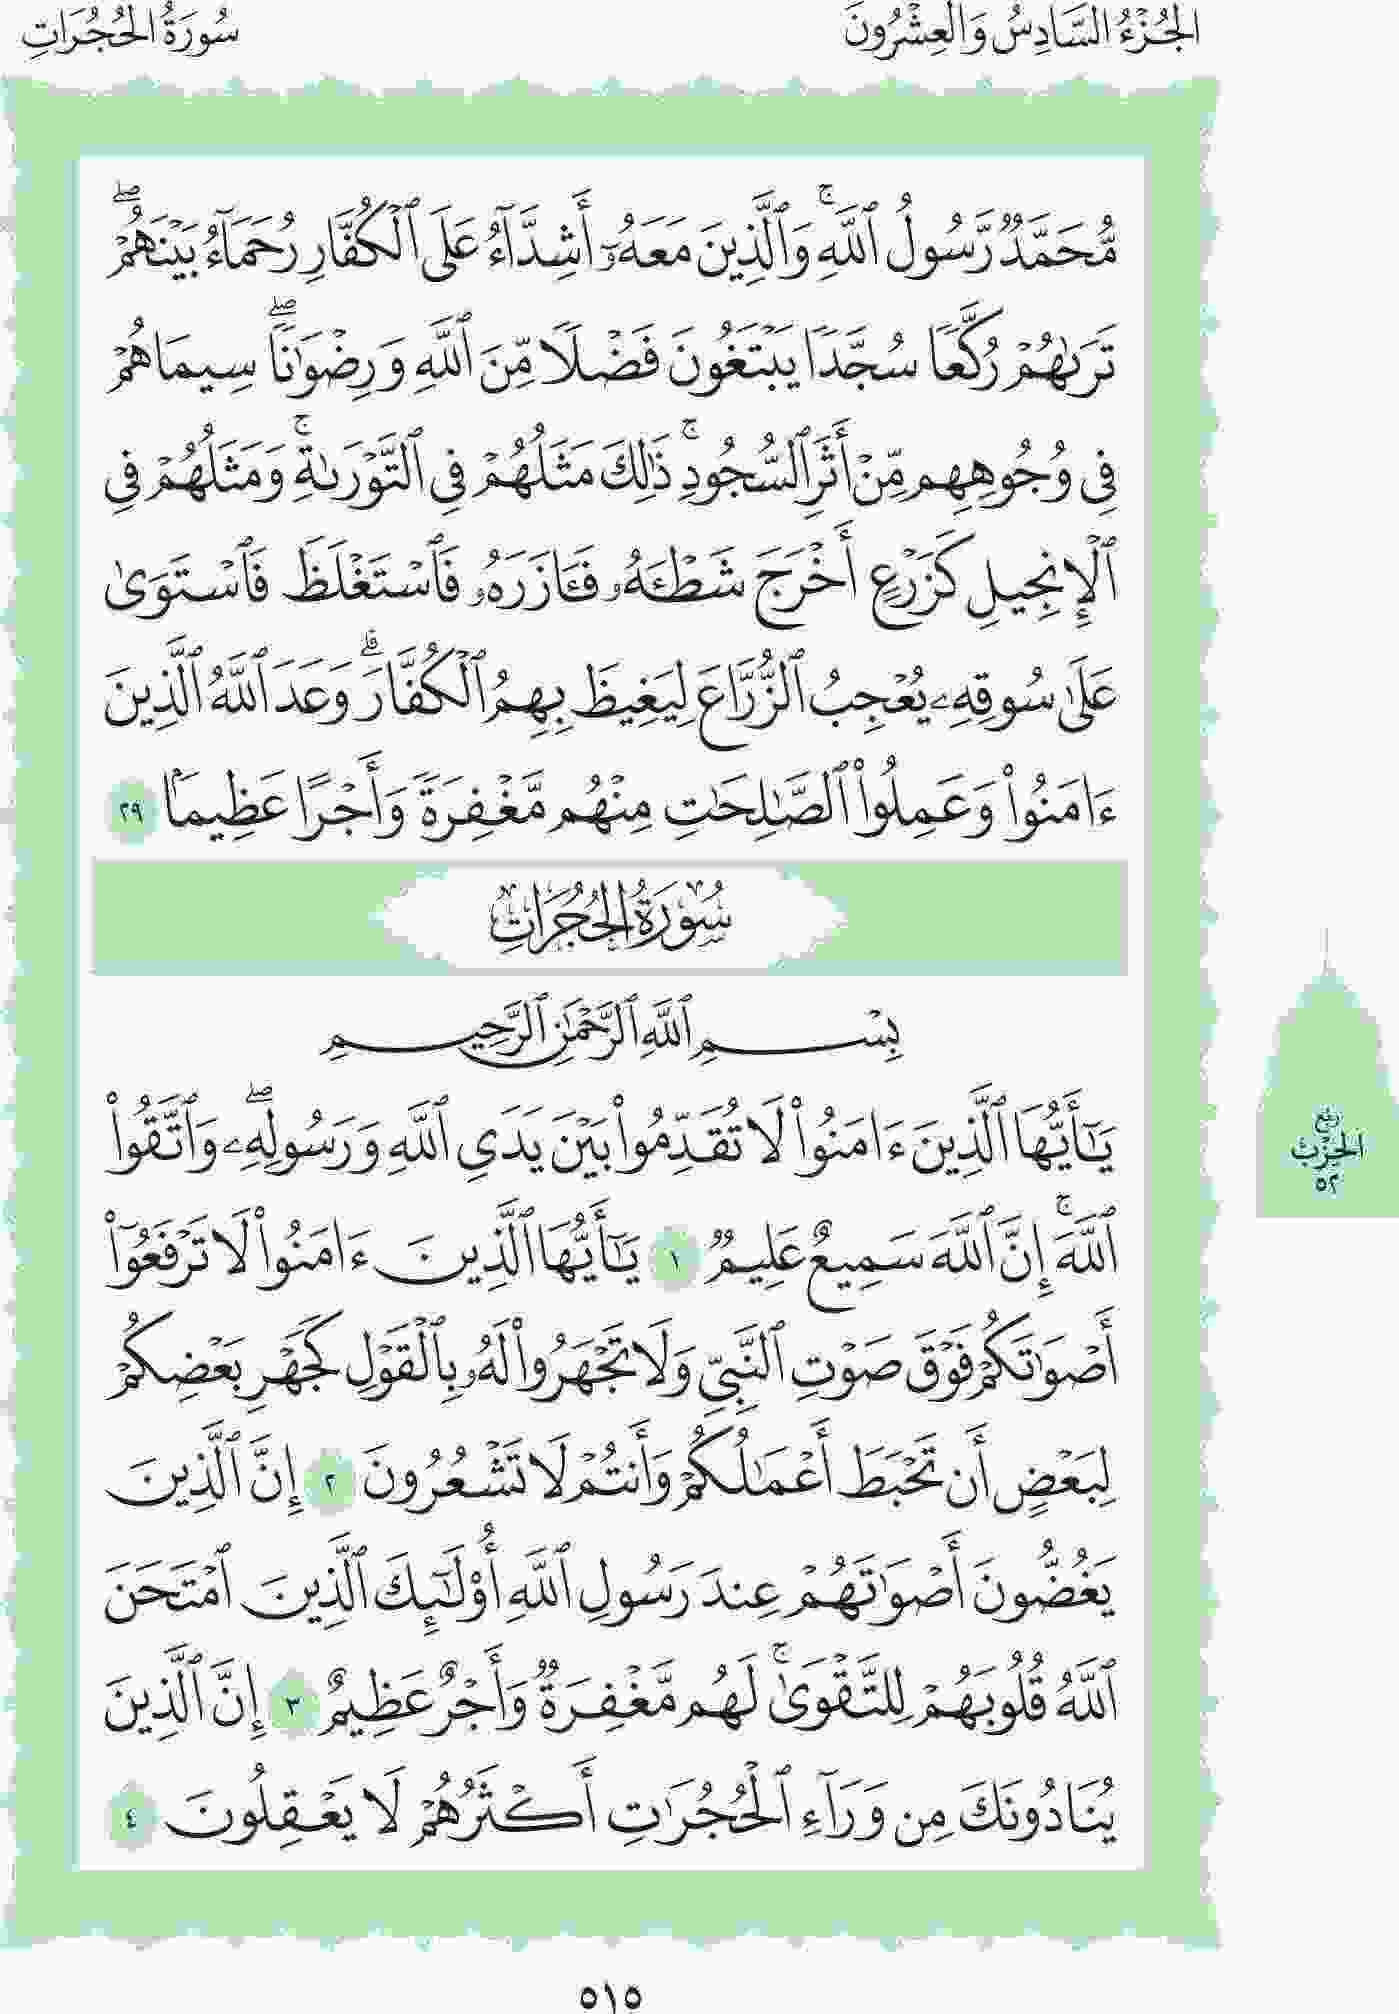 الجُزْءُ السَّادِسُ وَالعِشْرُونَ
سُورَةُ الحُجُرَاتِ
مُّحَمَّدٌ رَّسُولُ ٱللَّهِۚ وَٱلَّذِينَ مَعَهُۥٓ أَشِدَّآءُ عَلَى ٱلۡكُفَّارِ رُحَمَآءُ بَيۡنَهُمۡۖ
تَرَىٰهُمۡ رُكَّعٗا سُجَّدٗا يَبۡتَغُونَ فَضۡلٗا مِّنَ ٱللَّهِ وَرِضۡوَٰنٗاۖ سِيمَاهُمۡ
فِي وُجُوهِهِم مِّنۡ أَثَرِ ٱلسُّجُودِۚ ذَٰلِكَ مَثَلُهُمۡ فِي ٱلتَّوۡرَىٰةِۚ وَمَثَلُهُمۡ فِي
ٱلۡإِنجِيلِ كَزَرۡعٍ أَخۡرَجَ شَطۡـَٔهُۥ فَـَٔازَرَهُۥ فَٱسۡتَغۡلَظَ فَٱسۡتَوَىٰ
عَلَىٰ سُوقِهِۦ يُعۡجِبُ ٱلزُّرَّاعَ لِيَغِيظَ بِهِمُ ٱلۡكُفَّارَۗ وَعَدَ ٱللَّهُ ٱلَّذِينَ
ءَامَنُواْ وَعَمِلُواْ ٱلصَّٰلِحَٰتِ مِنۡهُم مَّغۡفِرَةٗ وَأَجۡرًا عَظِيمَۢا ٢٩
سُورَةُ الحُجُرَاتِ
بِسۡمِ ٱللَّهِ ٱلرَّحۡمَٰنِ ٱلرَّحِيمِ
يَٰٓأَيُّهَا ٱلَّذِينَ ءَامَنُواْ لَا تُقَدِّمُواْ بَيۡنَ يَدَيِ ٱللَّهِ وَرَسُولِهِۦۖ وَٱتَّقُواْ
ٱللَّهَۚ إِنَّ ٱللَّهَ سَمِيعٌ عَلِيمٞ ١ يَٰٓأَيُّهَا ٱلَّذِينَ ءَامَنُواْ لَا تَرۡفَعُوٓاْ
أَصۡوَٰتَكُمۡ فَوۡقَ صَوۡتِ ٱلنَّبِيِّ وَلَا تَجۡهَرُواْ لَهُۥ بِٱلۡقَوۡلِ كَجَهۡرِ بَعۡضِكُمۡ
لِبَعۡضٍ أَن تَحۡبَطَ أَعۡمَٰلُكُمۡ وَأَنتُمۡ لَا تَشۡعُرُونَ ٢ إِنَّ ٱلَّذِينَ
يَغُضُّونَ أَصۡوَٰتَهُمۡ عِندَ رَسُولِ ٱللَّهِ أُوْلَٰٓئِكَ ٱلَّذِينَ ٱمۡتَحَنَ
ٱللَّهُ قُلُوبَهُمۡ لِلتَّقۡوَىٰۚ لَهُم مَّغۡفِرَةٞ وَأَجۡرٌ عَظِيمٌ ٣ إِنَّ ٱلَّذِينَ
يُنَادُونَكَ مِن وَرَآءِ ٱلۡحُجُرَٰتِ أَكۡثَرُهُمۡ لَا يَعۡقِلُونَ ٤
ربع
الحزب
٥٢
٥١٥